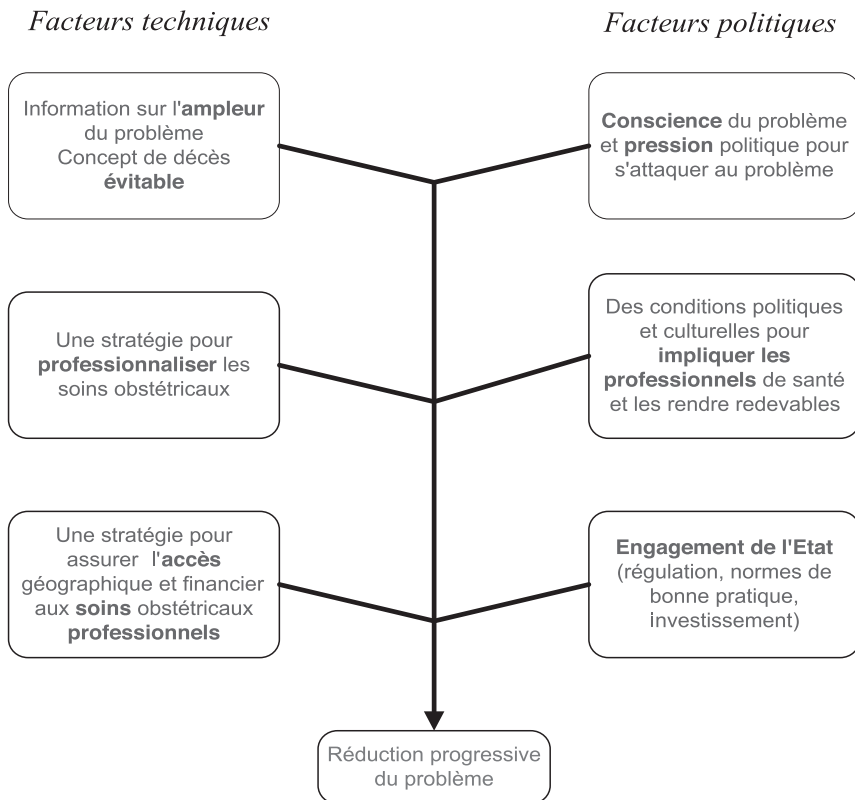 Facteurs techniques
Facteurs politiques
Information sur l'ampleur
du problème
Concept de décès
évitable
Conscience du problème
et pression politique pour
s'attaquer au problème
Une stratégie pour
professionnaliser les
soins obstétricaux
Des conditions politiques
et culturelles pour
impliquer les
professionnels de santé
et les rendre redevables
Une stratégie pour
assurer l'accès
géographique et financier
aux soins obstétricaux
professionnels
Engagement de l'Etat
(régulation, normes de
bonne pratique,
investissement)
Réduction progressive
du problème